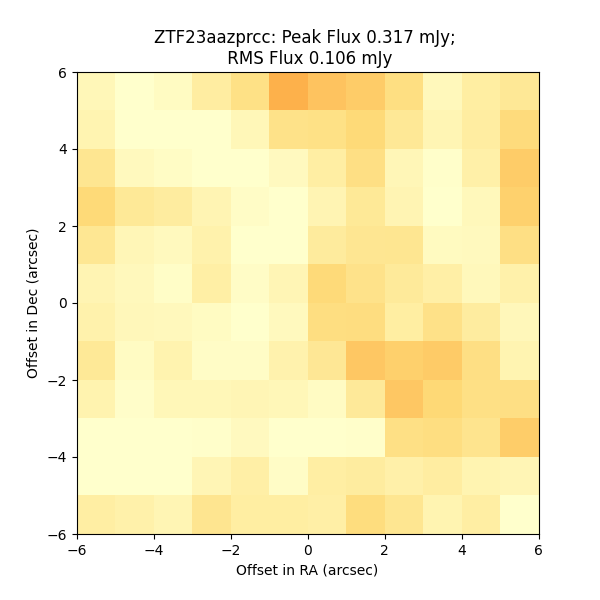 ZTF23aazprcc: Peak Flux 0.317 mJy;
RMS Flux 0.106 mJy
6
4
2
0
−2
−4
−6
Offset in Dec (arcsec)
−6 −4 −2 0 2 4 6
Offset in RA (arcsec)